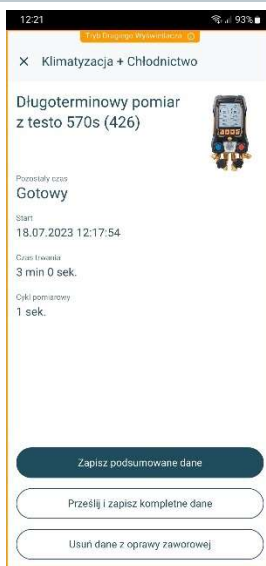 12:21
93%
Tryb Drugiego Wyświetlacza
Klimatyzacja + Chłodnictwo
Długoterminowy pomiar
z testo 570s (426)
Pozostały czas
Gotowy
Start
18.07.2023 12:17:54
Czas trwania
3 min 0 sek.
Cykl pomiarowy
1 sek.
Zapisz podsumowane dane
Prześlij i zapisz kompletne dane
Usuń dane z oprawy zaworowej